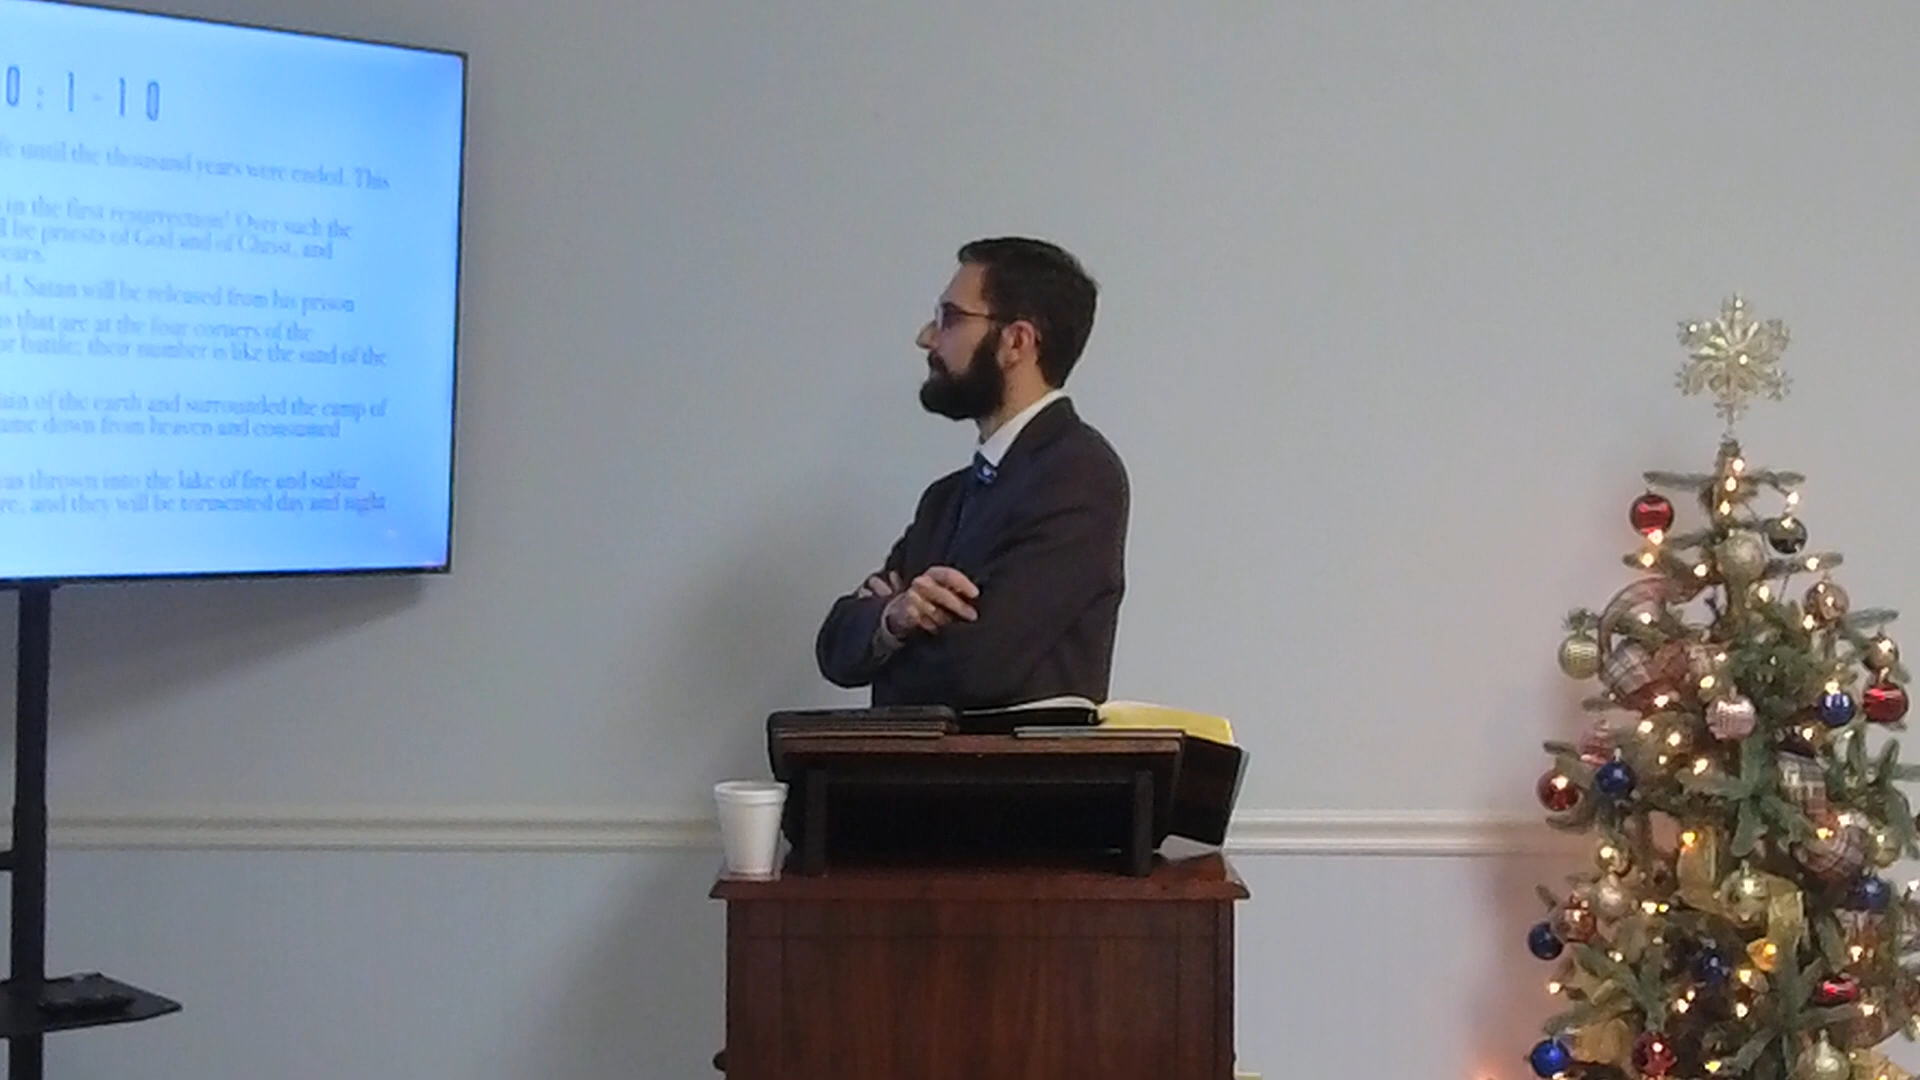 0:1-10
until the thousand years were ended. This
in the first resurrection! Over such the
be priests of God and of Christ, and
years.
Satan will be released from his prison
that are at the four corners of the
battle; their number is like the sand of the
of the earth and surrounded the camp of
down from heaven and consumed
thrown into the lake of fire and sulfur
and they will be tormented day and night